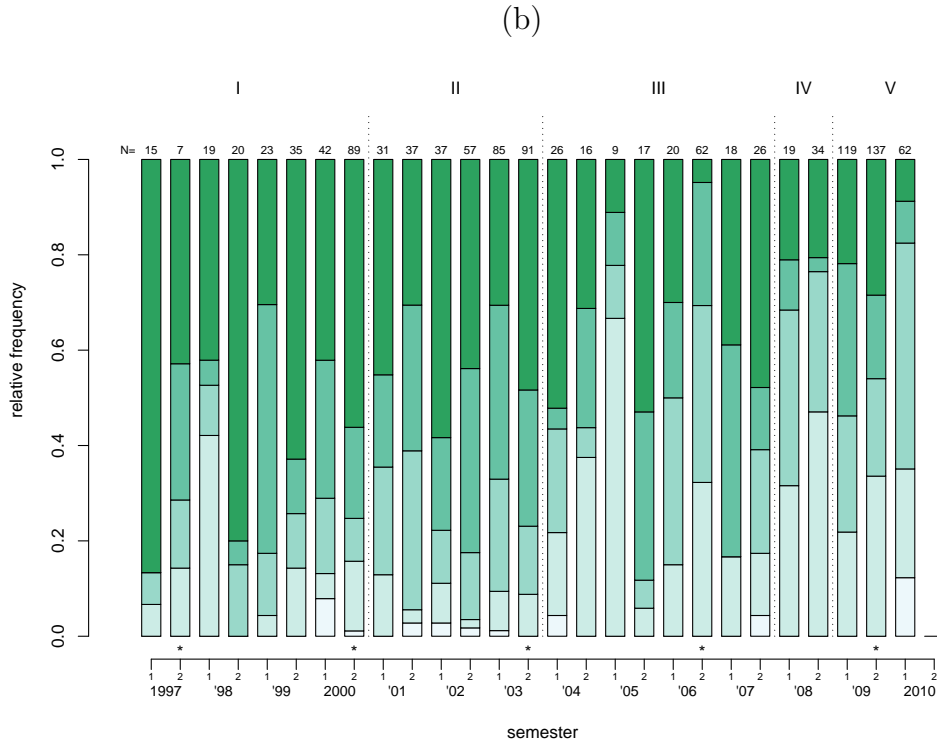 (b)
I II III IV V
N= 15 7 19 20 23 35 42 89 31 37 37 57 85 91 26 16 9 17 20 62 18 26 19 34 119 137 62
1.0
0.8
0.6
0.4
0.2
0.0
relative frequency
* * * * *
1 2 1 2 1 2 1 2 1 2 1 2 1 2 1 2 1 2 1 2 1 2 1 2 1 2 1 2
1997 '98 '99 2000 '01 '02 '03 '04 '05 '06 '07 '08 '09 2010
semester